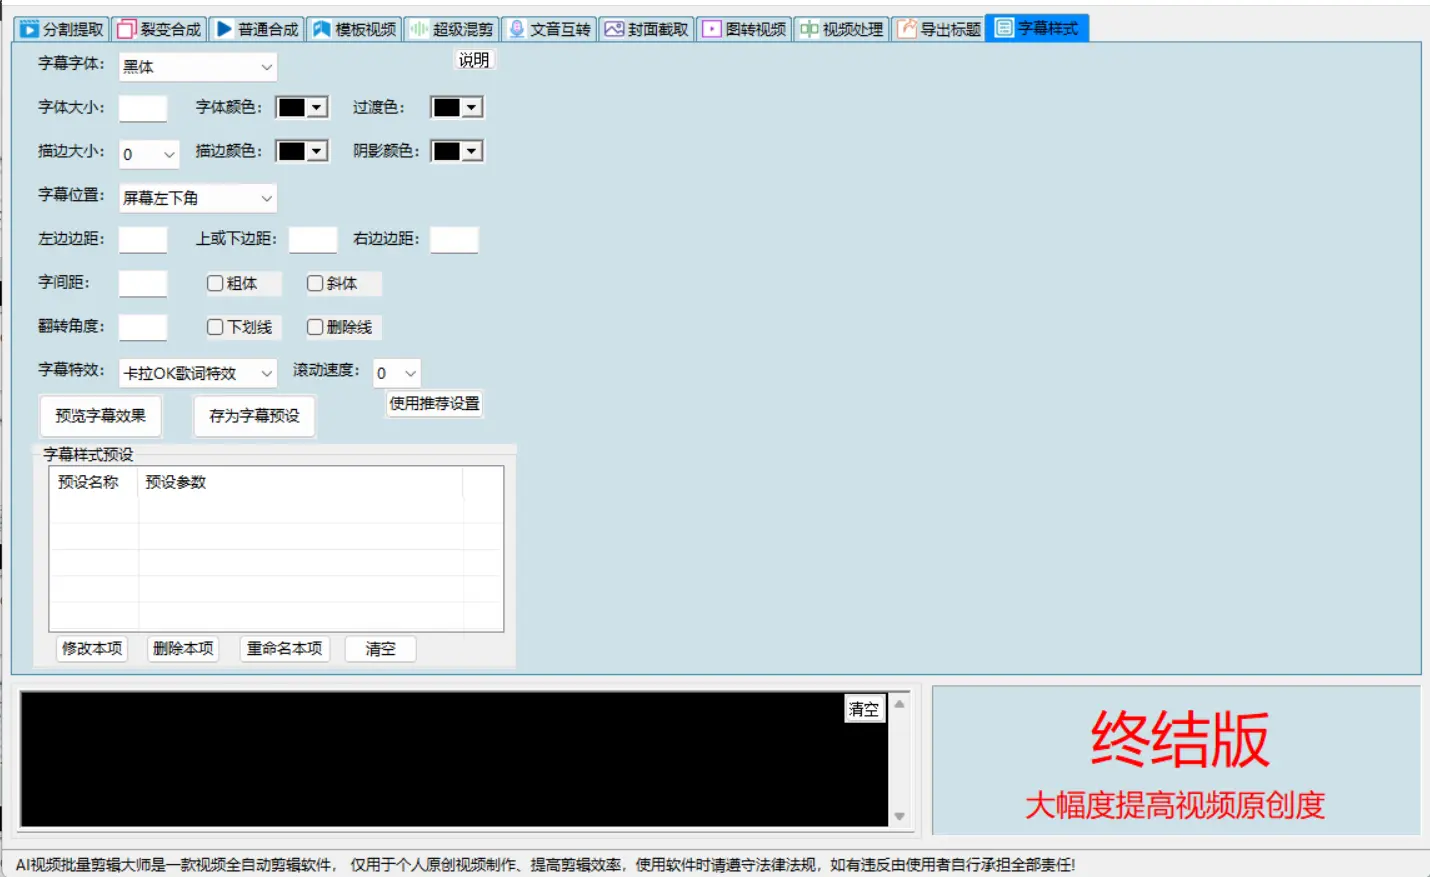 分割提取 裂变合成 普通合成 模板视频 超级混剪 文音互转 封面截取 图转视频 视频处理 导出标题 字幕样式
字幕字体： 黑体 说明
字体大小： 字体颜色： 过渡色：
描边大小： 0 描边颜色： 阴影颜色：
字幕位置： 屏幕左下角
左边边距： 上或下边距： 右边边距：
字间距： 粗体 斜体
翻转角度： 下划线 删除线
字幕特效： 卡拉OK歌词特效 滚动速度： 0
预览字幕效果 存为字幕预设 使用推荐设置
字幕样式预设
预设名称 预设参数
修改本项 删除本项 重命名本项 清空
清空
终结版
大幅度提高视频原创度
AI视频批量剪辑大师是一款视频全自动剪辑软件， 仅用于个人原创视频制作、提高剪辑效率，使用软件时请遵守法律法规，如有违反由使用者自行承担全部责任!